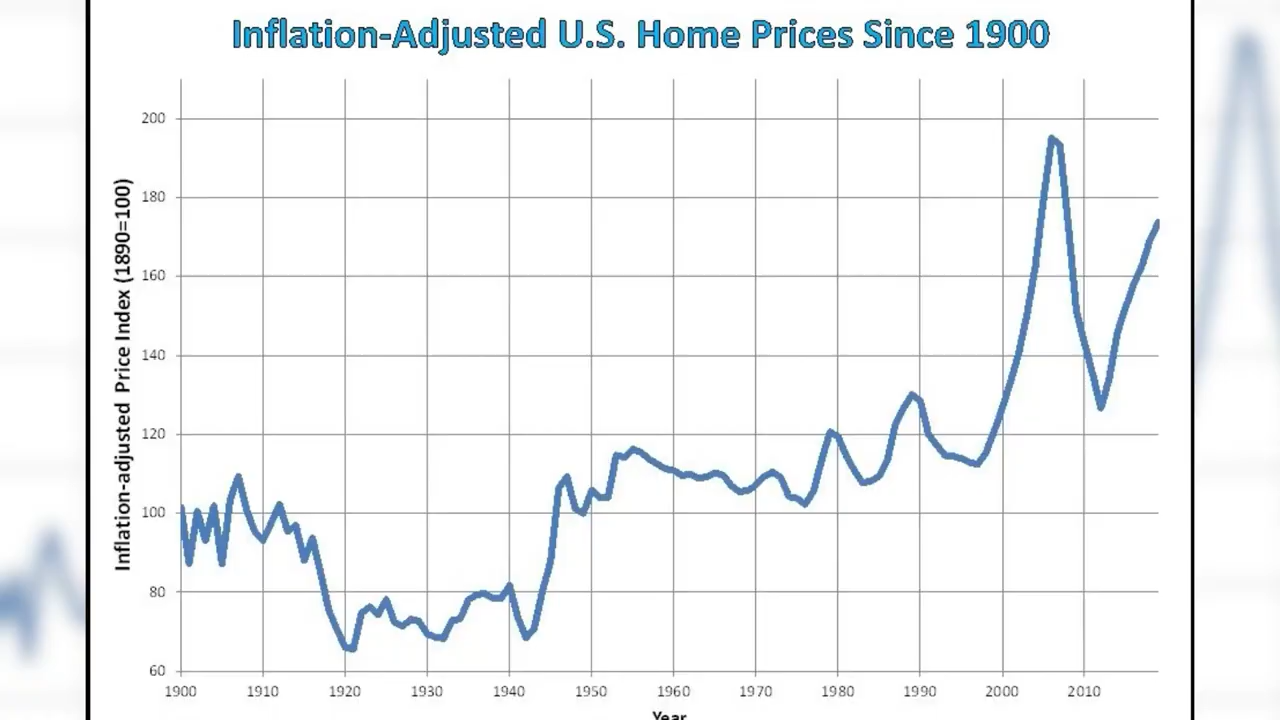 Inflation-Adjusted U.S. Home Prices Since 1900
Inflation-adjusted Price Index (1890=100)
200
180
160
140
120
100
80
60
1900 1910 1920 1930 1940 1950 1960 1970 1980 1990 2000 2010
Year